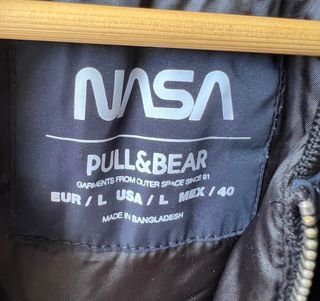 NASA
PULL&BEAR
GARMENTS FROM OUTER SPACE SINCE 91
EUR / L USA / L MEX / 40
MADE IN BANGLADESH